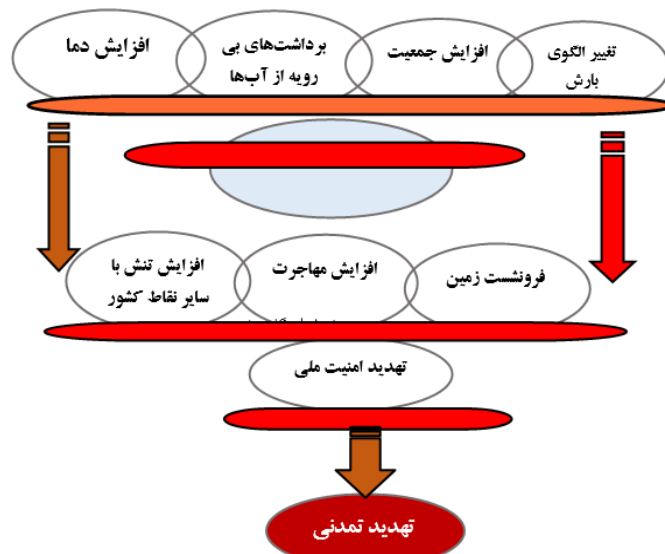 تغییر الگوی
بارش
افزایش جمعیت
برداشت‌های بی
رویه از آب‌ها
افزایش دما
فرونشست زمین
افزایش مهاجرت
افزایش تنش با
سایر نقاط کشور
تهدید امنیت ملی
تهدید تمدنی